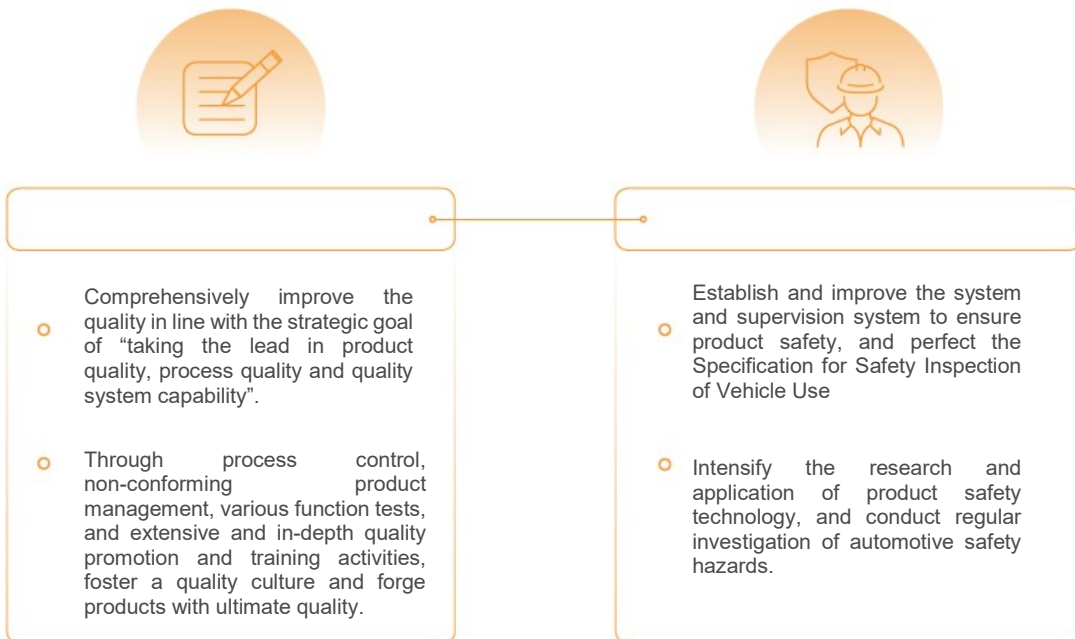 Comprehensively improve the
quality in line with the strategic goal
of “taking the lead in product
quality, process quality and quality
system capability”.
Through process control,
non-conforming product
management, various function tests,
and extensive and in-depth quality
promotion and training activities,
foster a quality culture and forge
products with ultimate quality.
Establish and improve the system
and supervision system to ensure
product safety, and perfect the
Specification for Safety Inspection
of Vehicle Use
Intensify the research and
application of product safety
technology, and conduct regular
investigation of automotive safety
hazards.